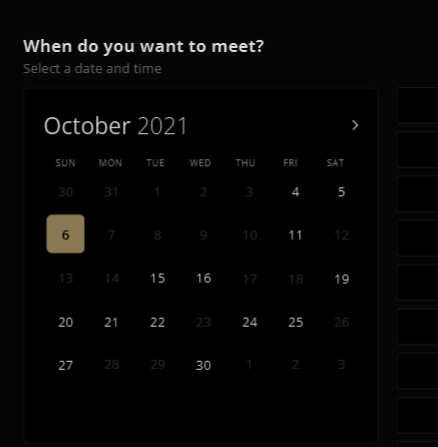 When do you want to meet?
Select a date and time
October 2021
SUN MON TUE WED THU FRI SAT
30 31 1 2 3 4 5
6 7 8 9 10 11 12
13 14 15 16 17 18 19
20 21 22 23 24 25 26
27 28 29 30 1 2 3